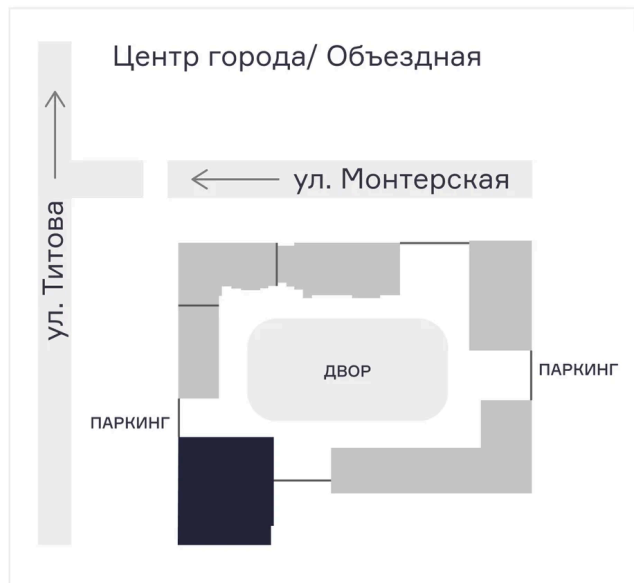 Центр города/ Объездная
ул. Монтерская
ул. Титова
ДВОР
ПАРКИНГ
ПАРКИНГ